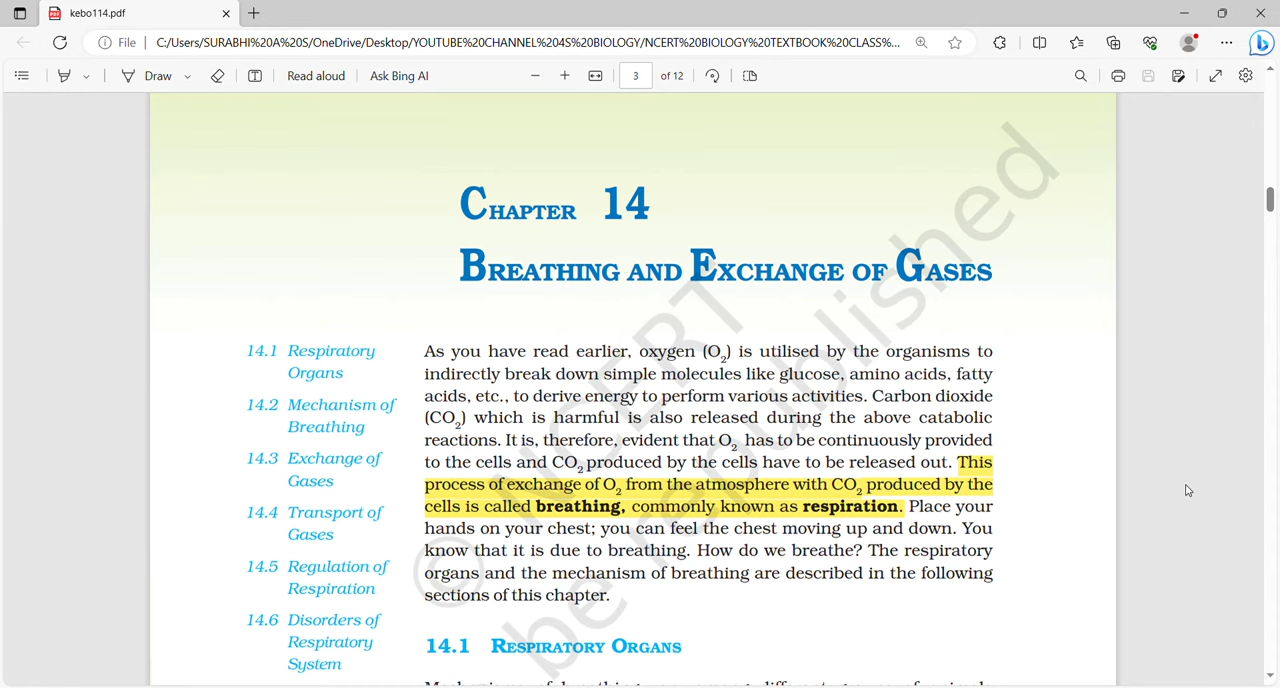 kebo114.pdf
File
C:/Users/SURABHI%20A%20S/OneDrive/Desktop/YOUTUBE%20CHANNEL%204S%20BIOLOGY/NCERT%20BIOLOGY%20TEXTBOOK%20CLASS%...
Draw
Read aloud
Ask Bing AI
3 of 12
CHAPTER 14
BREATHING AND EXCHANGE OF GASES
14.1 Respiratory
Organs
14.2 Mechanism of
Breathing
14.3 Exchange of
Gases
14.4 Transport of
Gases
14.5 Regulation of
Respiration
14.6 Disorders of
Respiratory
System
As you have read earlier, oxygen (O₂) is utilised by the organisms to
indirectly break down simple molecules like glucose, amino acids, fatty
acids, etc., to derive energy to perform various activities. Carbon dioxide
(CO₂) which is harmful is also released during the above catabolic
reactions. It is, therefore, evident that O₂ has to be continuously provided
to the cells and CO₂ produced by the cells have to be released out. This
process of exchange of O₂ from the atmosphere with CO₂ produced by the
cells is called breathing, commonly known as respiration. Place your
hands on your chest; you can feel the chest moving up and down. You
know that it is due to breathing. How do we breathe? The respiratory
organs and the mechanism of breathing are described in the following
sections of this chapter.
14.1 RESPIRATORY ORGANS
© NCERT
be republished